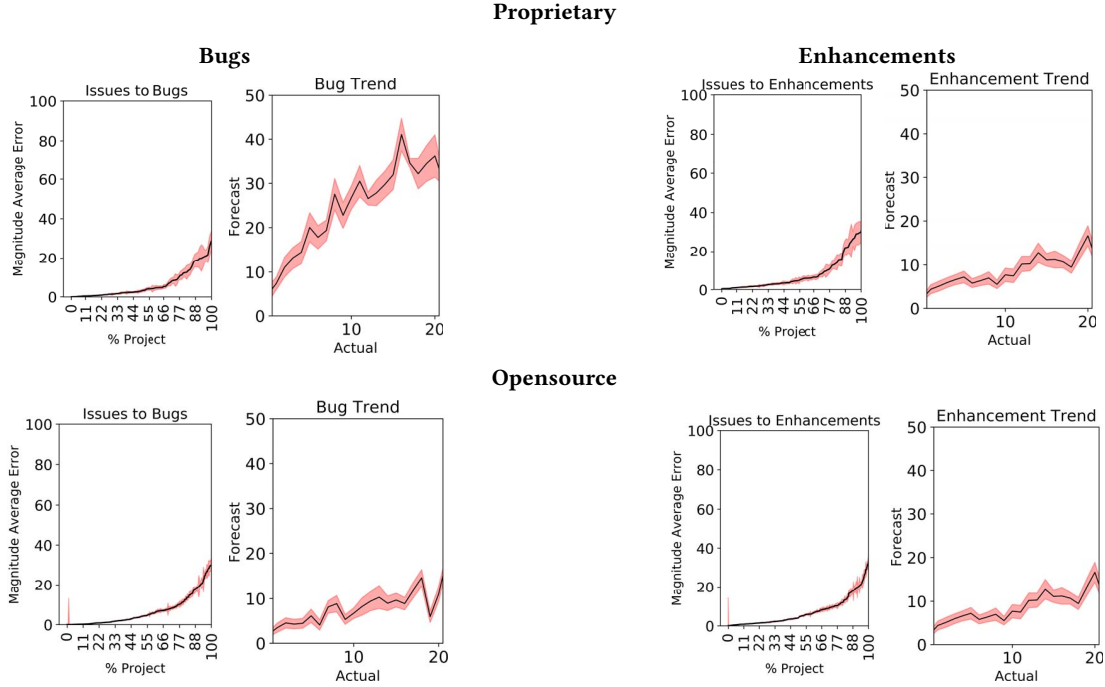 Proprietary
Bugs
Enhancements
Issues to Bugs
Magnitude Average Error
100
80
60
40
20
0
0 11 22 33 44 55 66 77 88 100
% Project
Bug Trend
Forecast
50
40
30
20
10
0
10 20
Actual
Issues to Enhancements
Magnitude Average Error
100
80
60
40
20
0
0 11 22 33 44 55 66 77 88 100
% Project
Enhancement Trend
Forecast
50
40
30
20
10
0
10 20
Actual
Opensource
Issues to Bugs
Magnitude Average Error
100
80
60
40
20
0
0 11 22 33 44 55 66 77 88 100
% Project
Bug Trend
Forecast
50
40
30
20
10
0
10 20
Actual
Issues to Enhancements
Magnitude Average Error
100
80
60
40
20
0
0 11 22 33 44 55 66 77 88 100
% Project
Enhancement Trend
Forecast
50
40
30
20
10
0
10 20
Actual